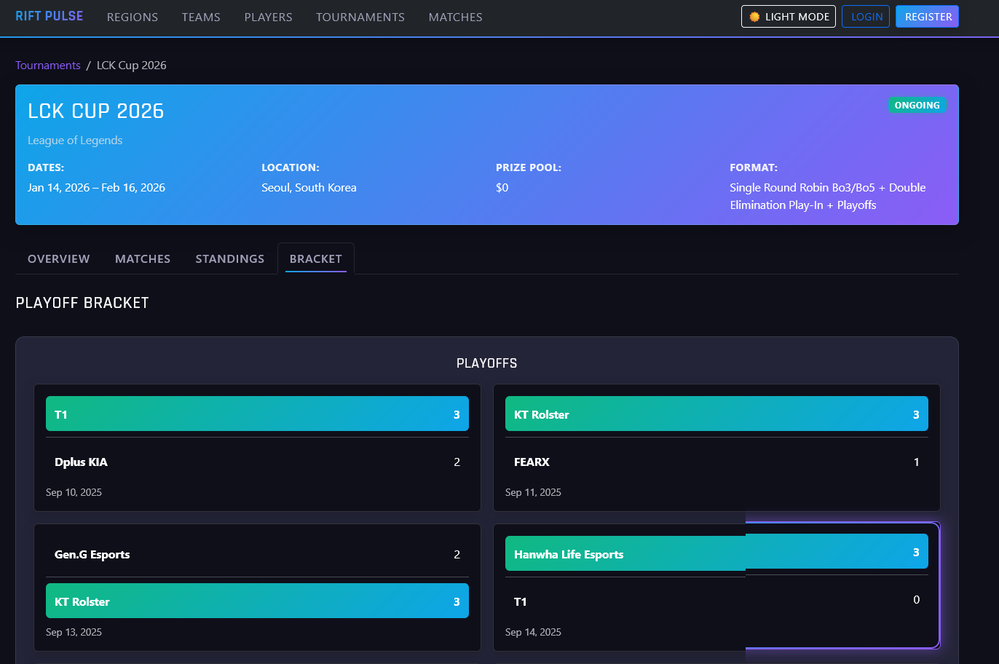 RIFT PULSE REGIONS TEAMS PLAYERS TOURNAMENTS MATCHES LIGHT MODE LOGIN REGISTER
Tournaments / LCK Cup 2026
LCK CUP 2026
ONGOING
League of Legends
DATES:
Jan 14, 2026 – Feb 16, 2026
LOCATION:
Seoul, South Korea
PRIZE POOL:
$0
FORMAT:
Single Round Robin Bo3/Bo5 + Double
Elimination Play-In + Playoffs
OVERVIEW MATCHES STANDINGS BRACKET
PLAYOFF BRACKET
PLAYOFFS
T1 3
Dplus KIA 2
Sep 10, 2025
KT Rolster 3
FEARX 1
Sep 11, 2025
Gen.G Esports 2
KT Rolster 3
Sep 13, 2025
Hanwha Life Esports 3
T1 0
Sep 14, 2025